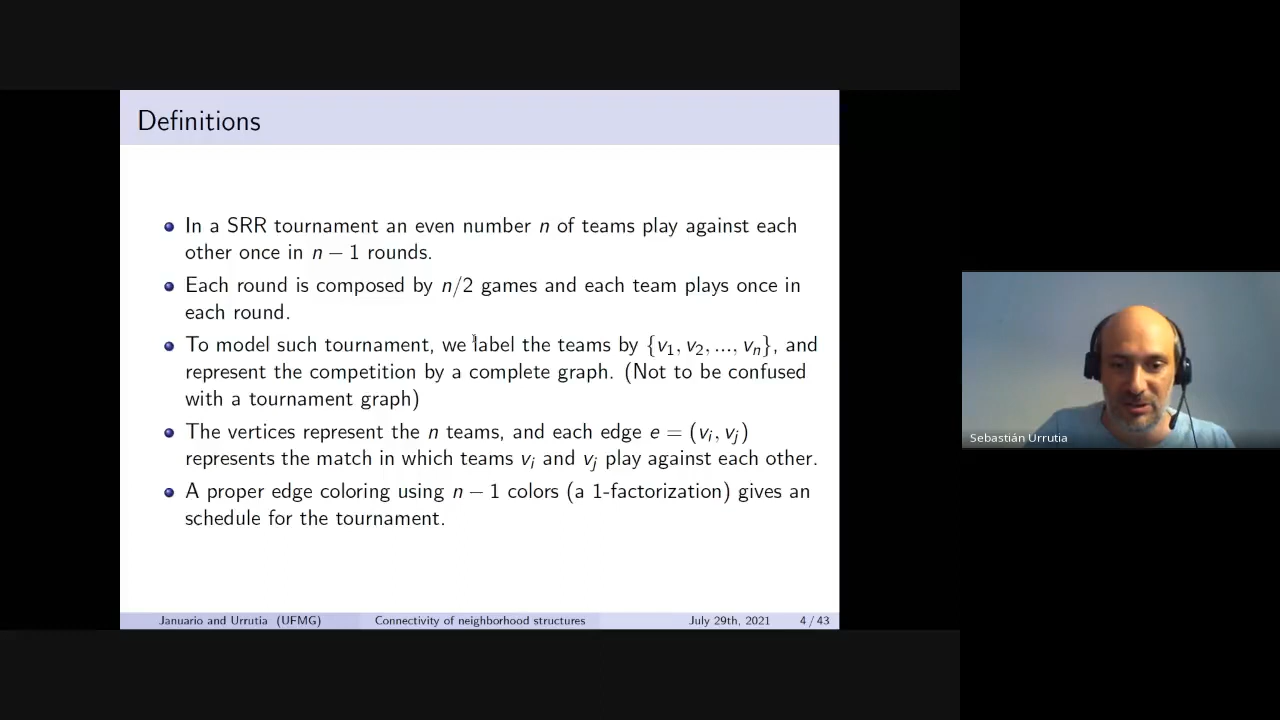 Definitions
In a SRR tournament an even number n of teams play against each
other once in n − 1 rounds.
Each round is composed by n/2 games and each team plays once in
each round.
To model such tournament, we label the teams by {v₁, v₂, ..., vₙ}, and
represent the competition by a complete graph. (Not to be confused
with a tournament graph)
The vertices represent the n teams, and each edge e = (vᵢ, vⱼ)
represents the match in which teams vᵢ and vⱼ play against each other.
A proper edge coloring using n − 1 colors (a 1-factorization) gives an
schedule for the tournament.
Januario and Urrutia (UFMG) Connectivity of neighborhood structures July 29th, 2021 4 / 43
Sebastián Urrutia